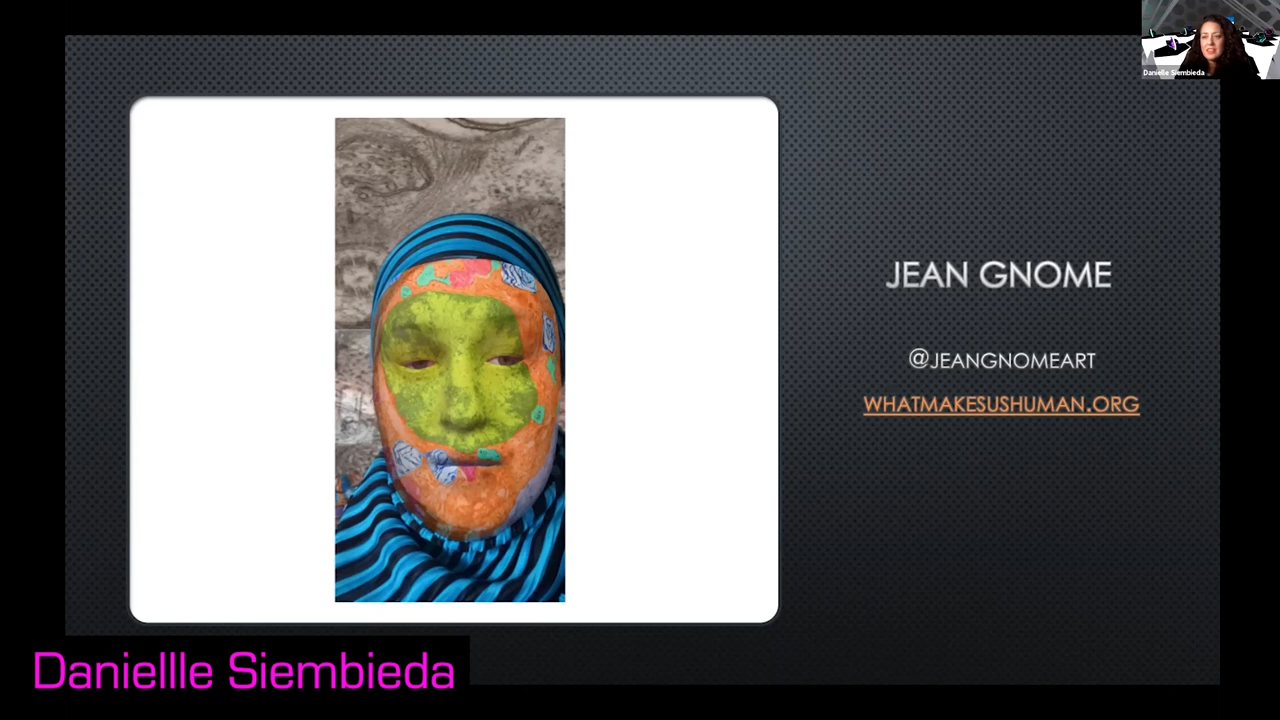 Danielle Siembieda
JEAN GNOME
@JEANGNOMEART
WHATMAKESUSHUMAN.ORG
Daniellle Siembieda